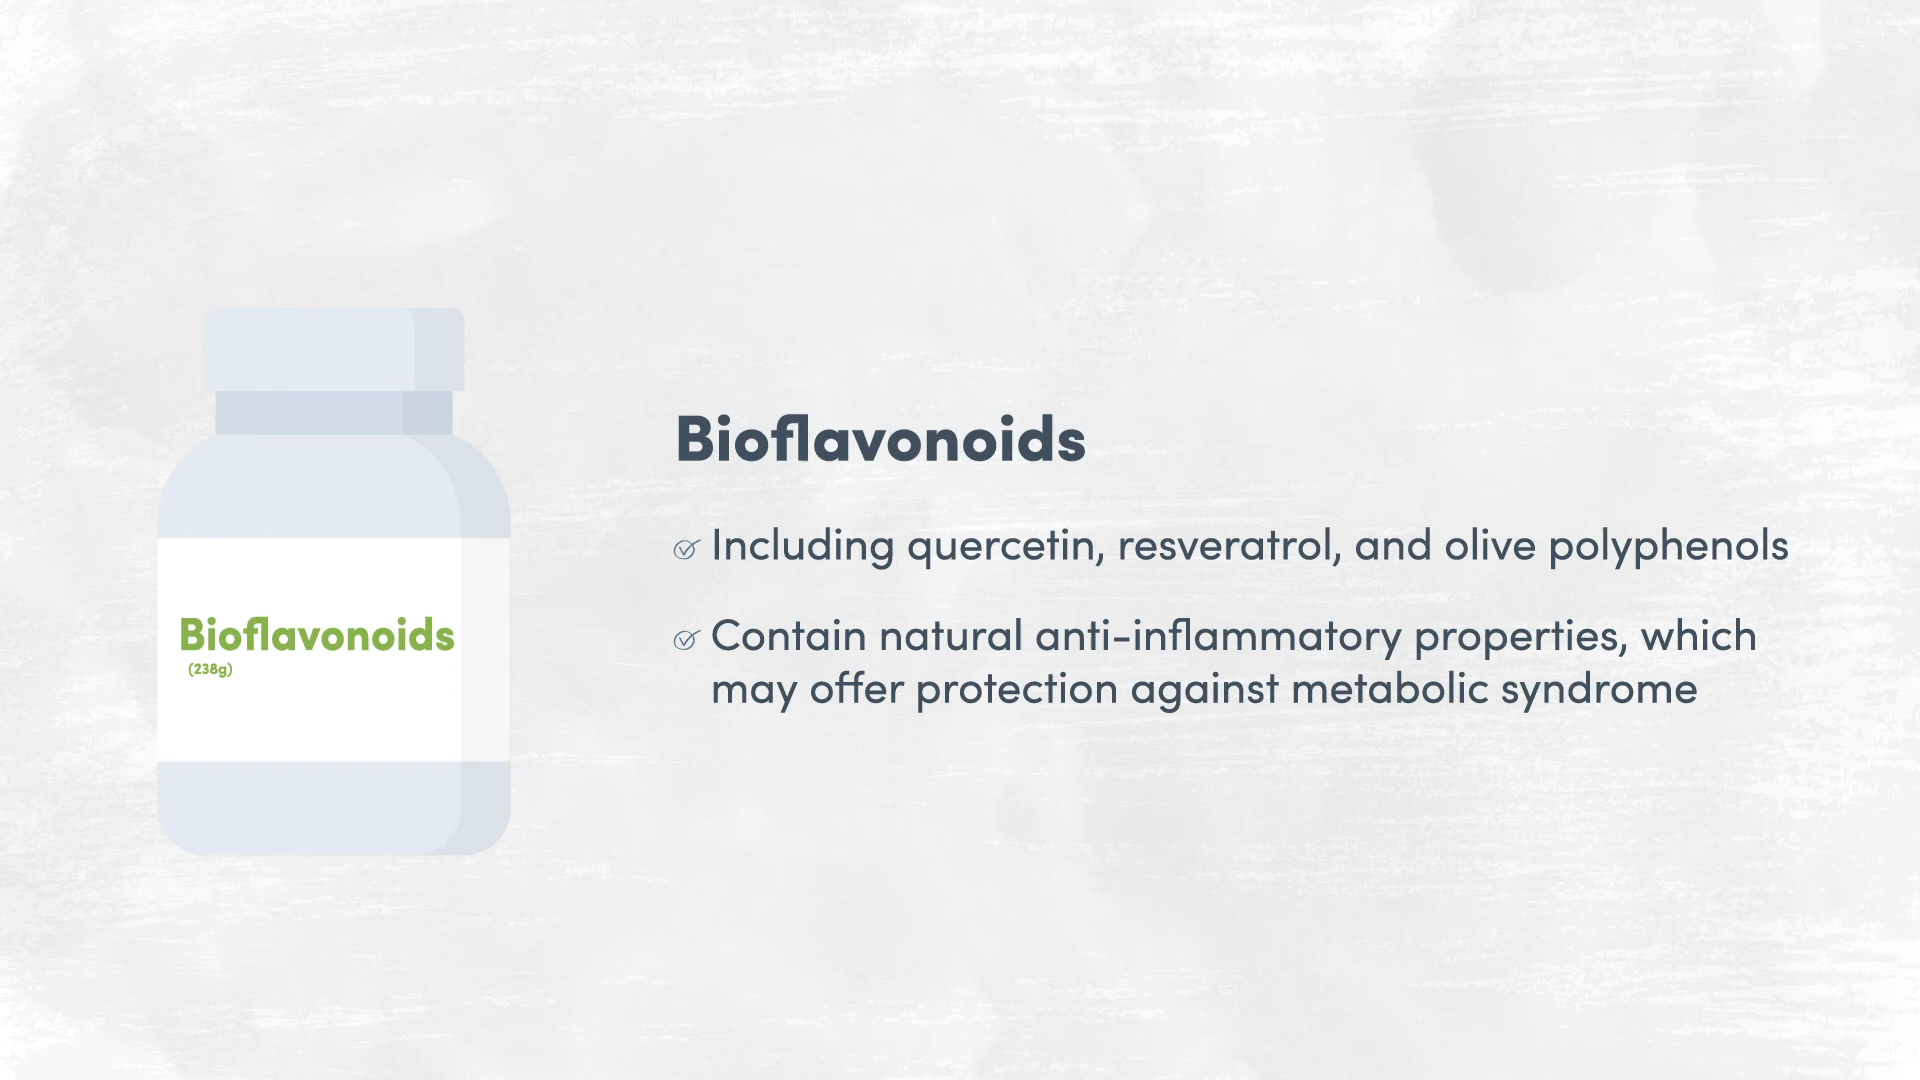 Bioflavonoids
(238g)
Bioflavonoids
Including quercetin, resveratrol, and olive polyphenols
Contain natural anti-inflammatory properties, which
may offer protection against metabolic syndrome